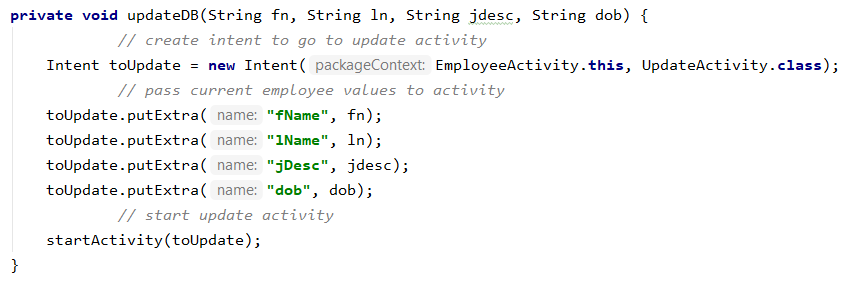 private void updateDB(String fn, String ln, String jdesc, String dob) {
// create intent to go to update activity
Intent toUpdate = new Intent( packageContext: EmployeeActivity.this, UpdateActivity.class);
// pass current employee values to activity
toUpdate.putExtra( name: "fName", fn);
toUpdate.putExtra( name: "lName", ln);
toUpdate.putExtra( name: "jDesc", jdesc);
toUpdate.putExtra( name: "dob", dob);
// start update activity
startActivity(toUpdate);
}